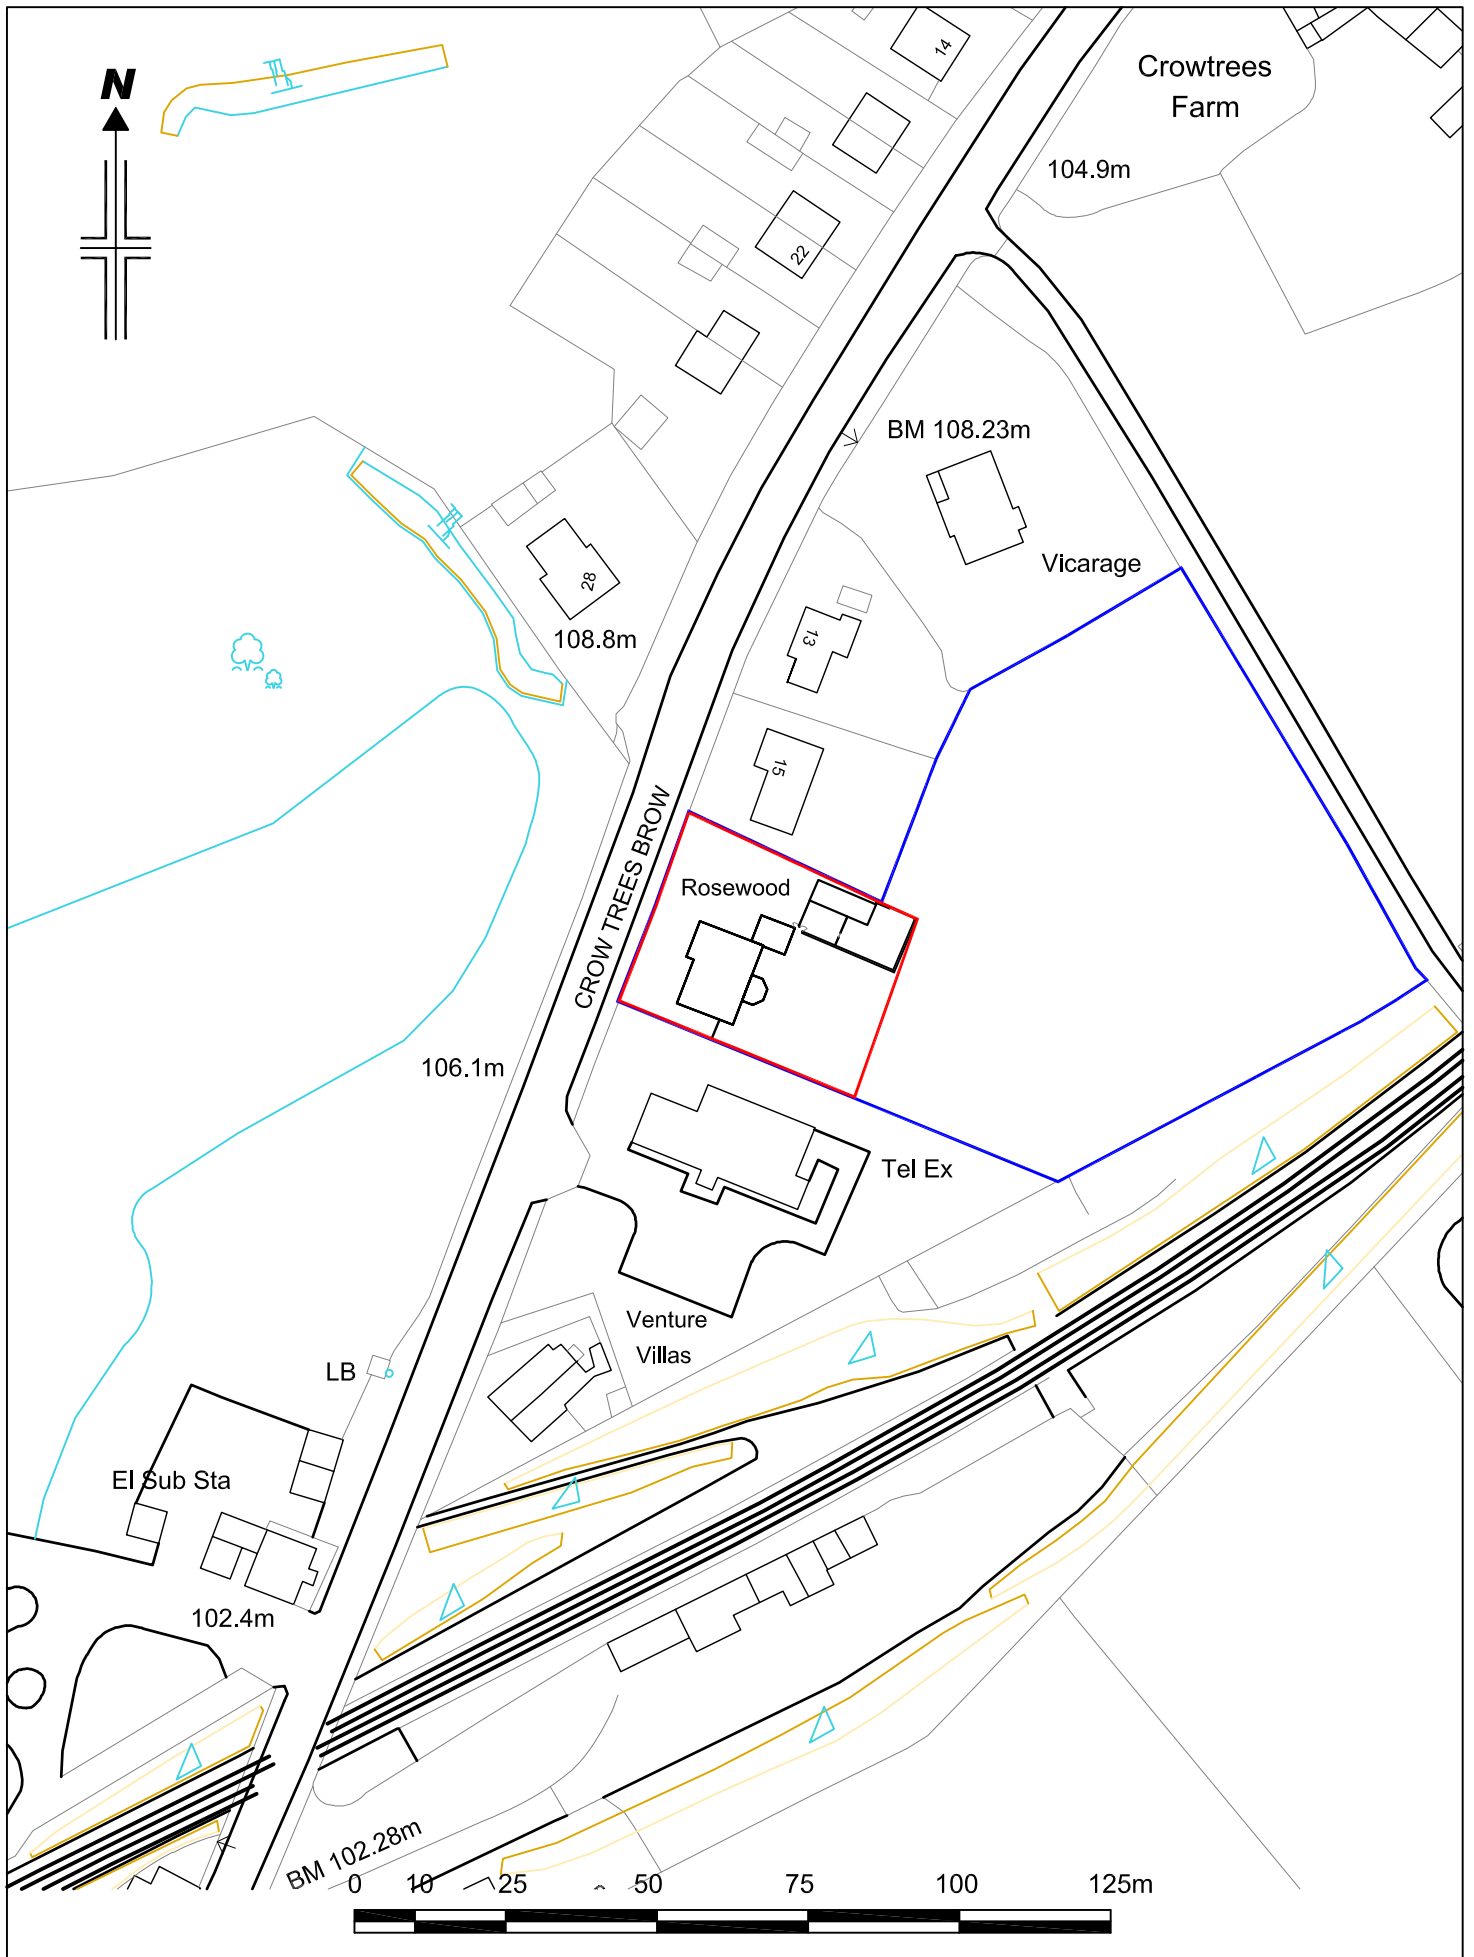 N
14
Crowtrees
Farm
104.9m
22
BM 108.23m
Vicarage
28
108.8m
13
15
CROW TREES BROW
Rosewood
106.1m
Tel Ex
Venture
Villas
LB
El Sub Sta
102.4m
BM 102.28m
0 10 25 50 75 100 125m